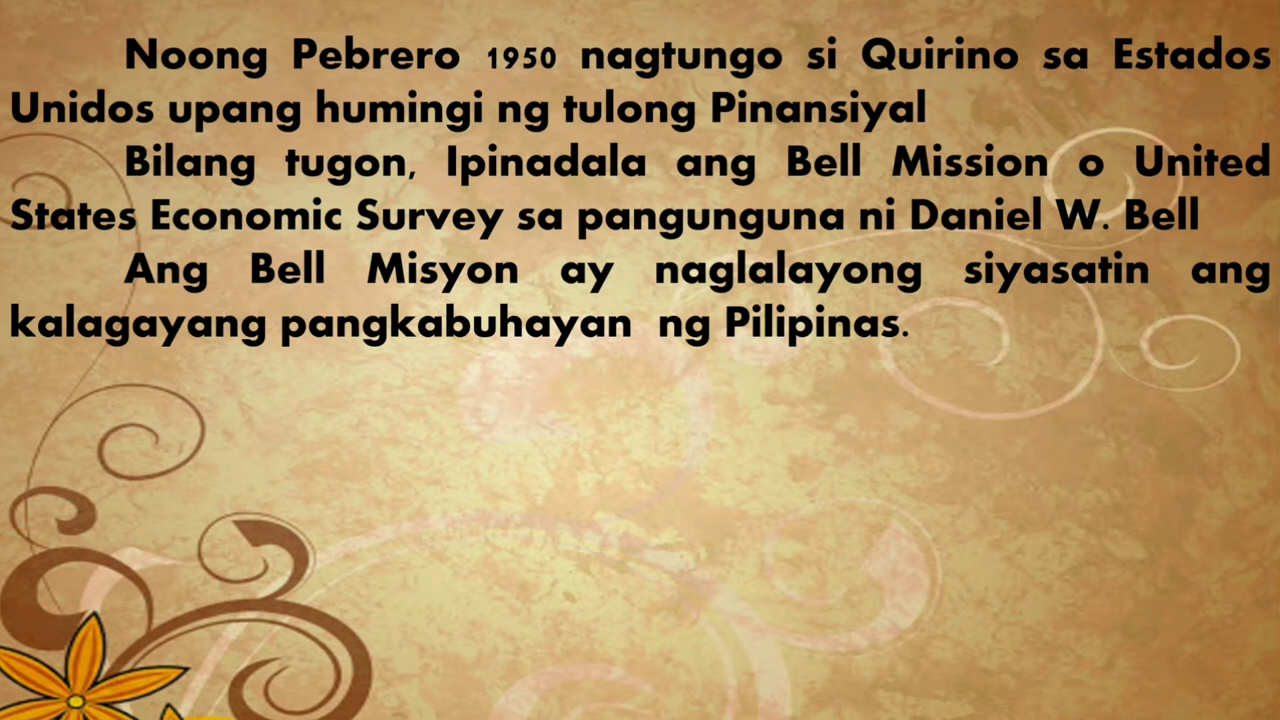 Noong Pebrero 1950 nagtungo si Quirino sa Estados
Unidos upang humingi ng tulong Pinansiyal
Bilang tugon, Ipinadala ang Bell Mission o United
States Economic Survey sa pangunguna ni Daniel W. Bell
Ang Bell Misyon ay naglalayong siyasatin ang
kalagayang pangkabuhayan ng Pilipinas.